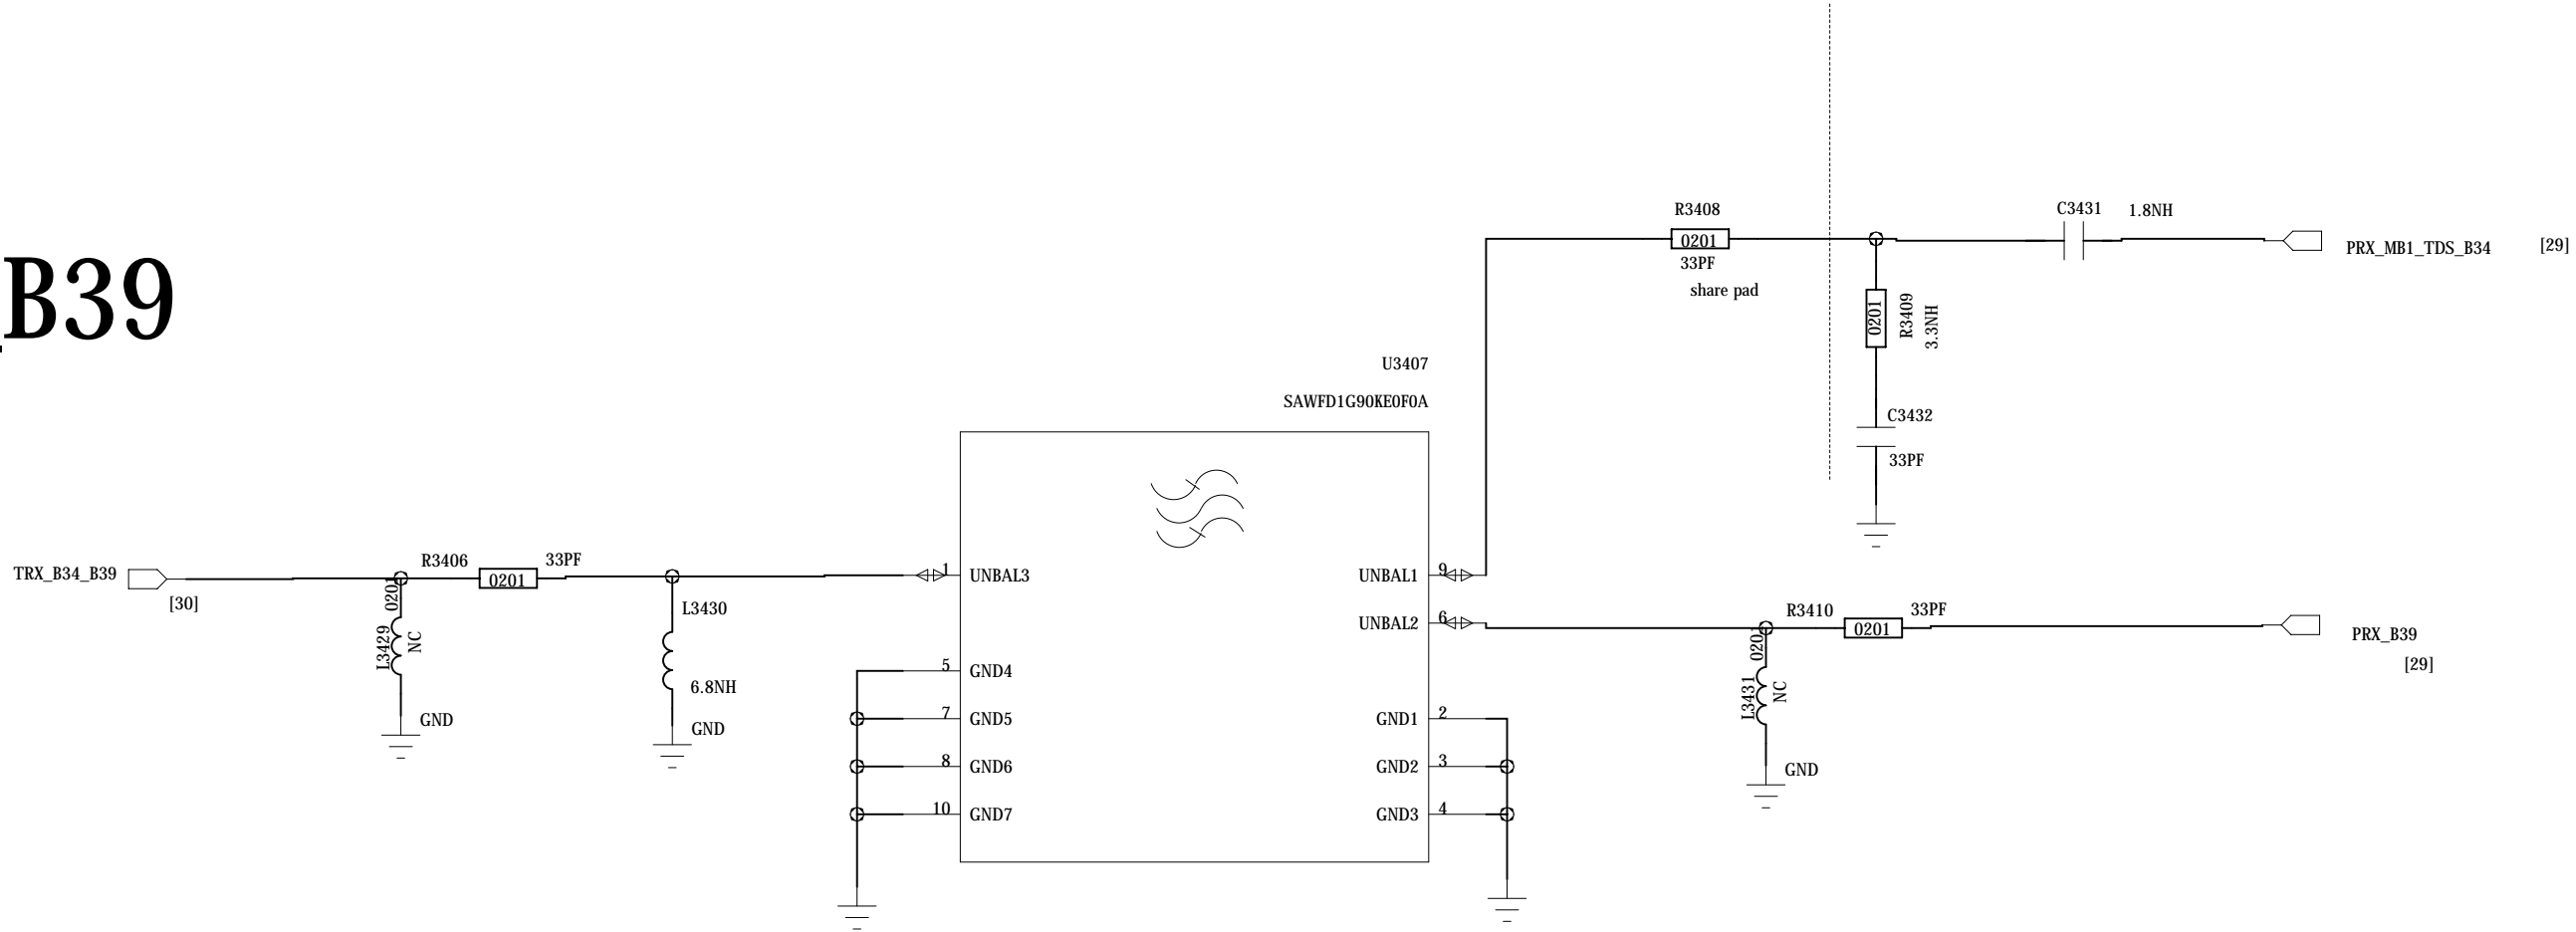 B39
R3408
0201
33PF
share pad
C3431 1.8NH
PRX_MB1_TDS_B34 [29]
0201
R3409
3.3NH
C3432
33PF
U3407
SAWFD1G90KE0F0A
TRX_B34_B39
[30]
R3406 33PF
0201
0201
L3429
NC
GND
L3430
6.8NH
GND
1 UNBAL3
5 GND4
7 GND5
8 GND6
10 GND7
UNBAL1 9
UNBAL2 6
GND1 2
GND2 3
GND3 4
R3410 33PF
0201
0201
L3431
NC
GND
PRX_B39
[29]